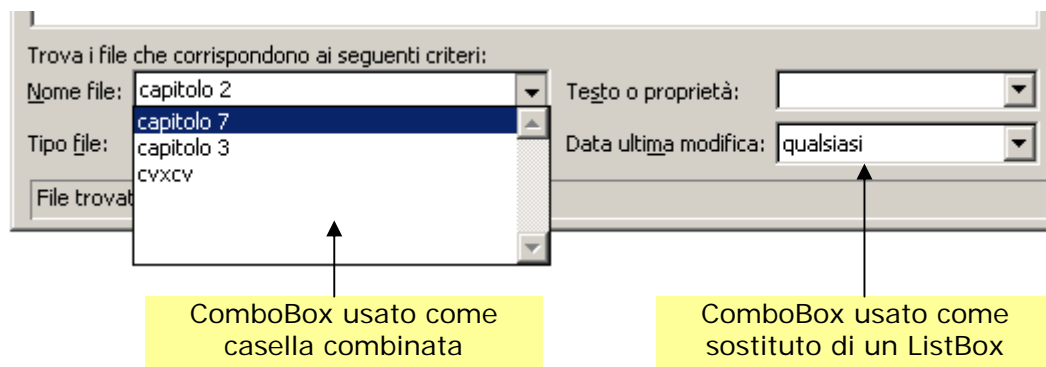 Trova i file che corrispondono ai seguenti criteri:
Nome file: capitolo 2 Testo o proprietà:
capitolo 7
Tipo file: capitolo 3 Data ultima modifica: qualsiasi
cvxcv
File trovat
ComboBox usato come
casella combinata
ComboBox usato come
sostituto di un ListBox